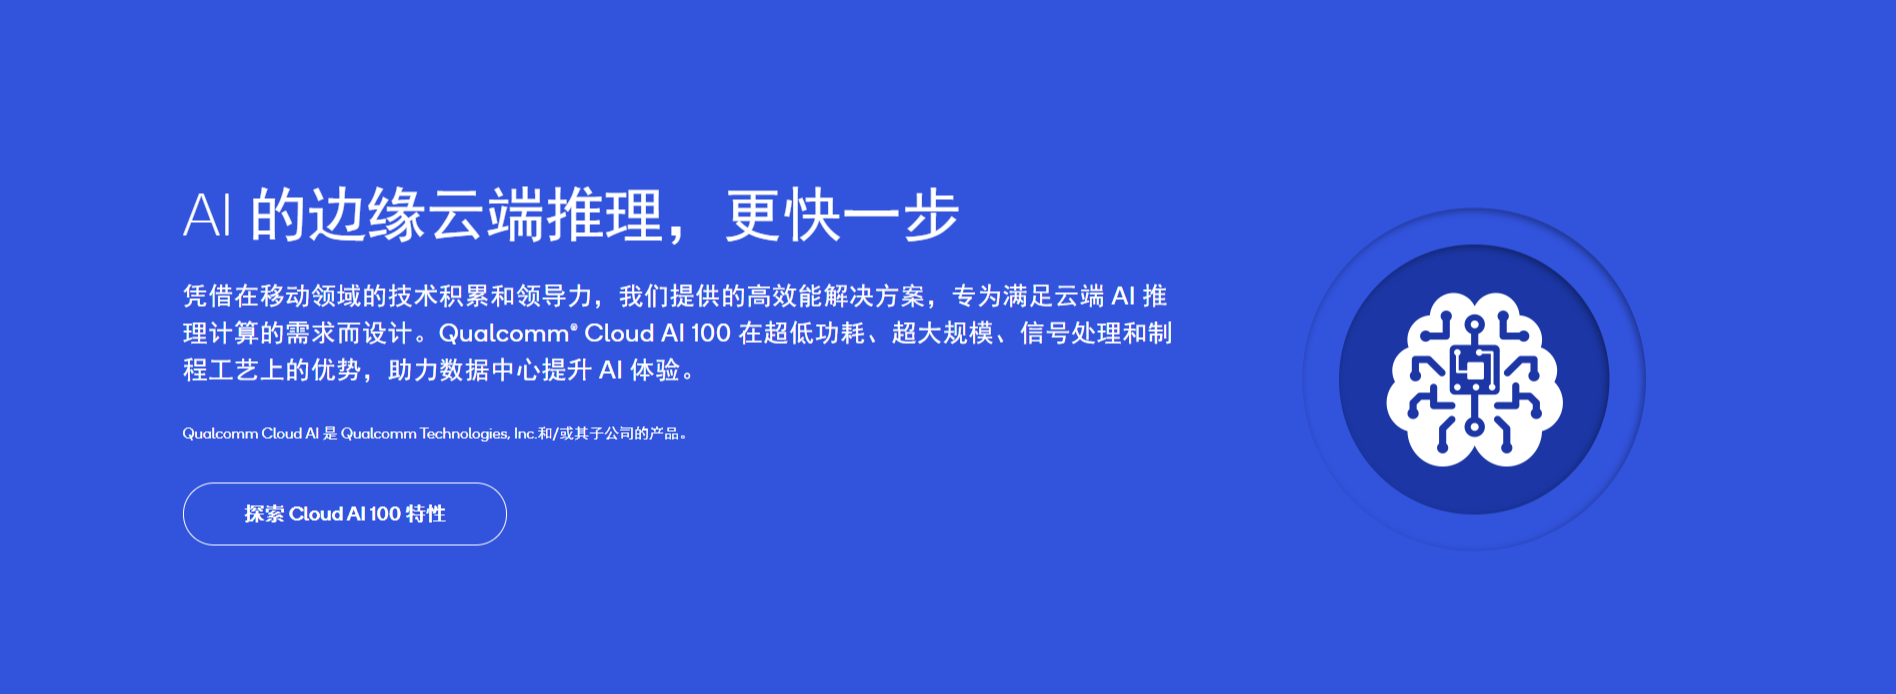 AI 的边缘云端推理，更快一步
凭借在移动领域的技术积累和领导力，我们提供的高效能解决方案，专为满足云端 AI 推
理计算的需求而设计。Qualcomm® Cloud AI 100 在超低功耗、超大规模、信号处理和制
程工艺上的优势，助力数据中心提升 AI 体验。
Qualcomm Cloud AI 是 Qualcomm Technologies, Inc.和/或其子公司的产品。
探索 Cloud AI 100 特性